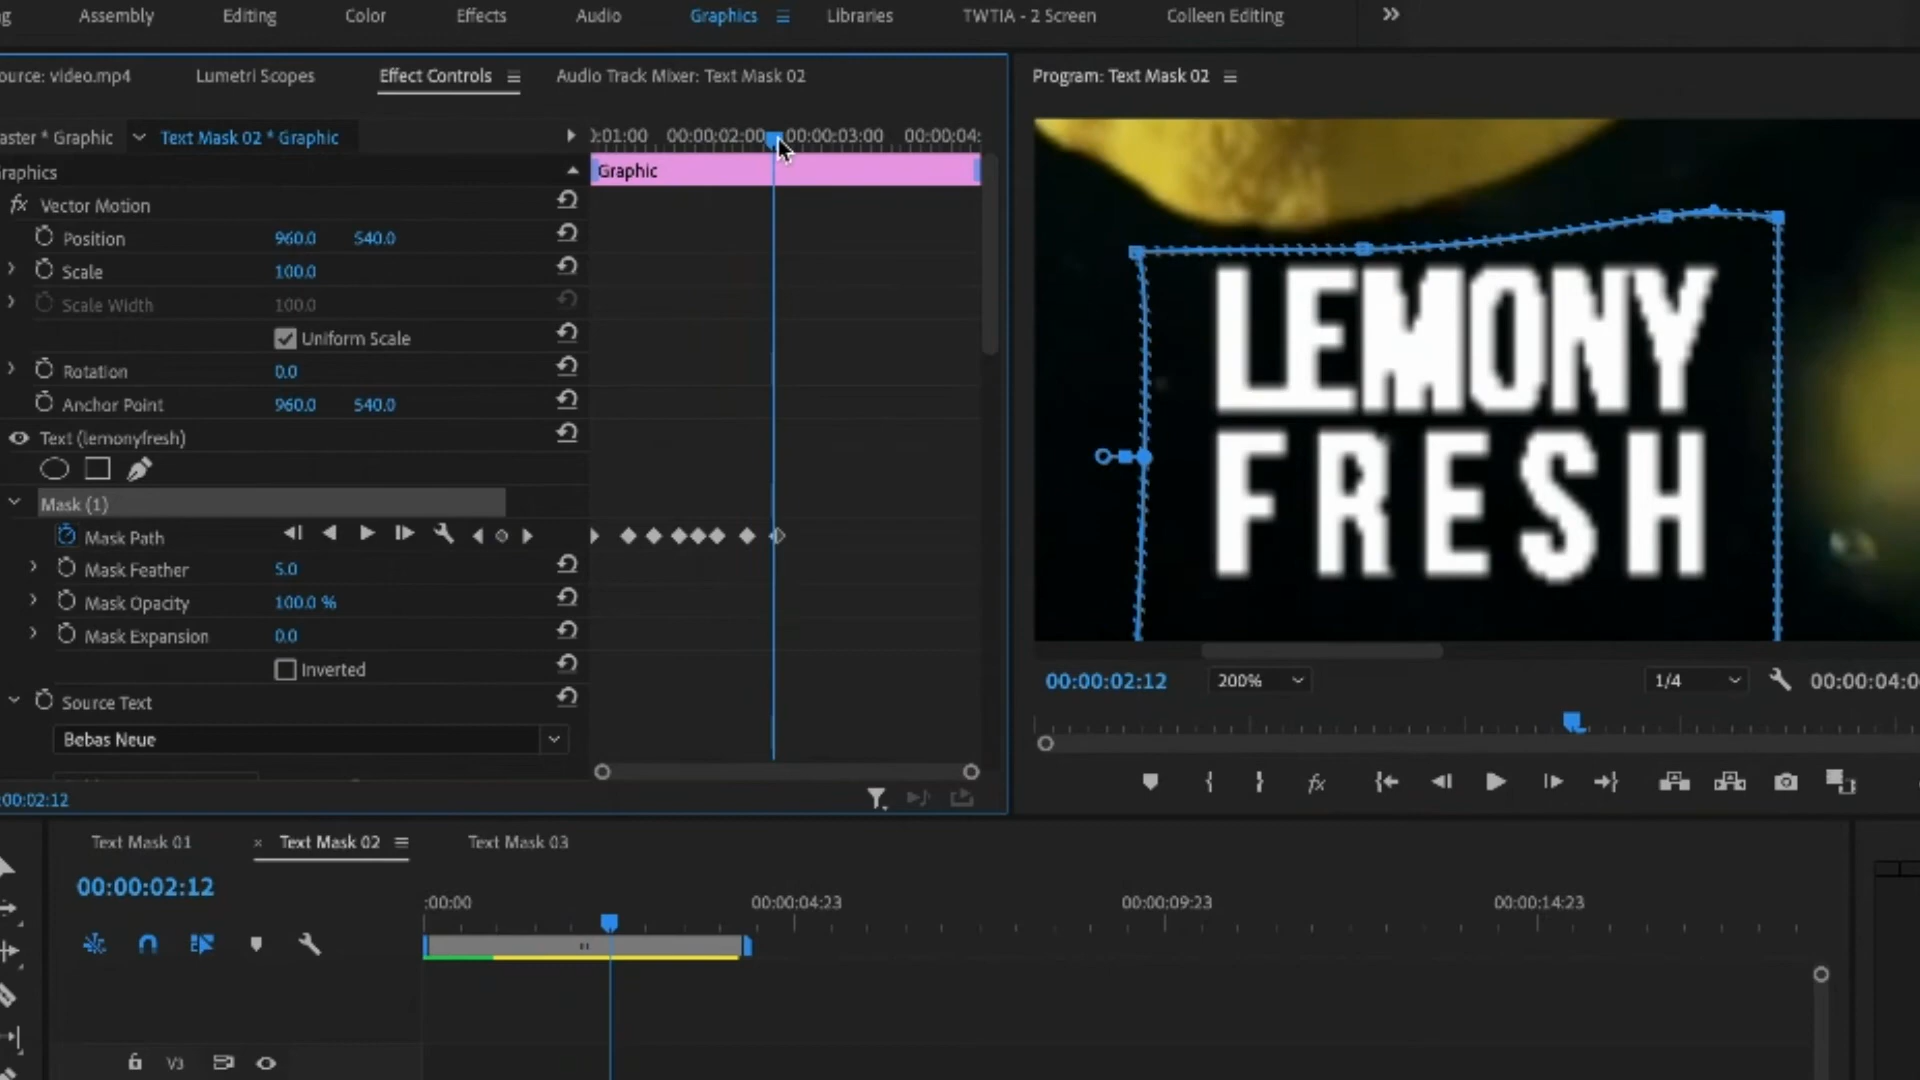 Assembly Editing Color Effects Audio Graphics Libraries TWTIA - 2 Screen Colleen Editing
ource: video.mp4 Lumetri Scopes Effect Controls Audio Track Mixer: Text Mask 02 Program: Text Mask 02
aster * Graphic Text Mask 02 * Graphic 0:01:00 00:00:02:00 00:00:03:00 00:00:04:
raphics Graphic
fx Vector Motion
Position 960.0 540.0
Scale 100.0
Scale Width 100.0
Uniform Scale
Rotation 0.0
Anchor Point 960.0 540.0
Text (lemonyfresh)
Mask (1)
Mask Path
Mask Feather 5.0
Mask Opacity 100.0 %
Mask Expansion 0.0
Inverted
Source Text
Bebas Neue
:00:02:12
LEMONY
FRESH
00:00:02:12 200% 1/4 00:00:04:0
fx
Text Mask 01 × Text Mask 02 Text Mask 03
00:00:02:12
:00:00 00:00:04:23 00:00:09:23 00:00:14:23
V3